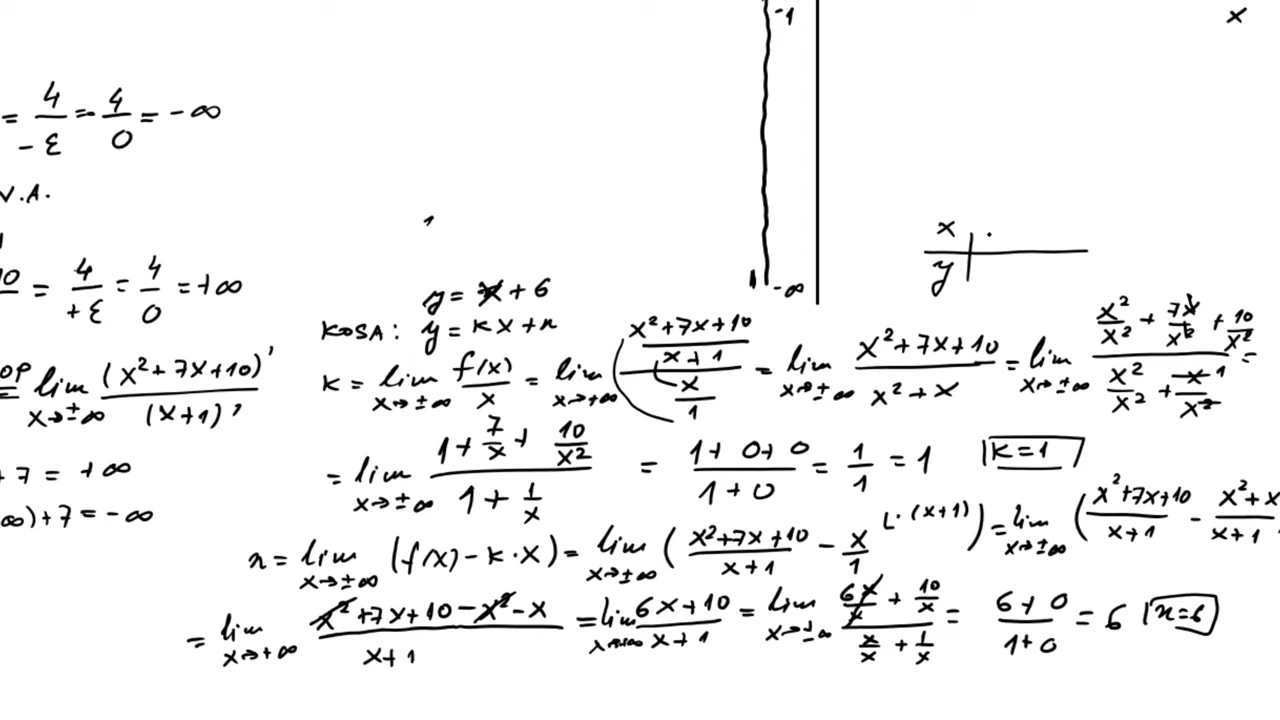 -1
x
= 4/(-ε) = -4/0 = -∞
V.A.
= 4/(+ε) = 4/0 = +∞
x
y
-∞
y = x + 6
KOSA: y = kx + n
lim x→±∞ (x²+7x+10)' / (x+1)'
k = lim x→±∞ f(x)/x = lim x→±∞ ((x²+7x+10)/(x+1))/(x/1) = lim x→±∞ (x²+7x+10)/(x²+x) = lim x→±∞ (x²/x² + 7x/x² + 10/x²)/(x²/x² + x/x²) =
+7 = +∞
= lim x→±∞ (1 + 7/x + 10/x²)/(1 + 1/x) = (1+0+0)/(1+0) = 1/1 = 1 k=1
∞)+7 = -∞
n = lim x→±∞ (f(x) - k·x) = lim x→±∞ ((x²+7x+10)/(x+1) - x/1 ·(x+1)) = lim x→±∞ ((x²+7x+10)/(x+1) - (x²+x)/(x+1)
= lim x→±∞ (x²+7x+10-x²-x)/(x+1) = lim (6x+10)/(x+1) = lim x→±∞ (6x/x + 10/x)/(x/x + 1/x) = (6+0)/(1+0) = 6 n=6